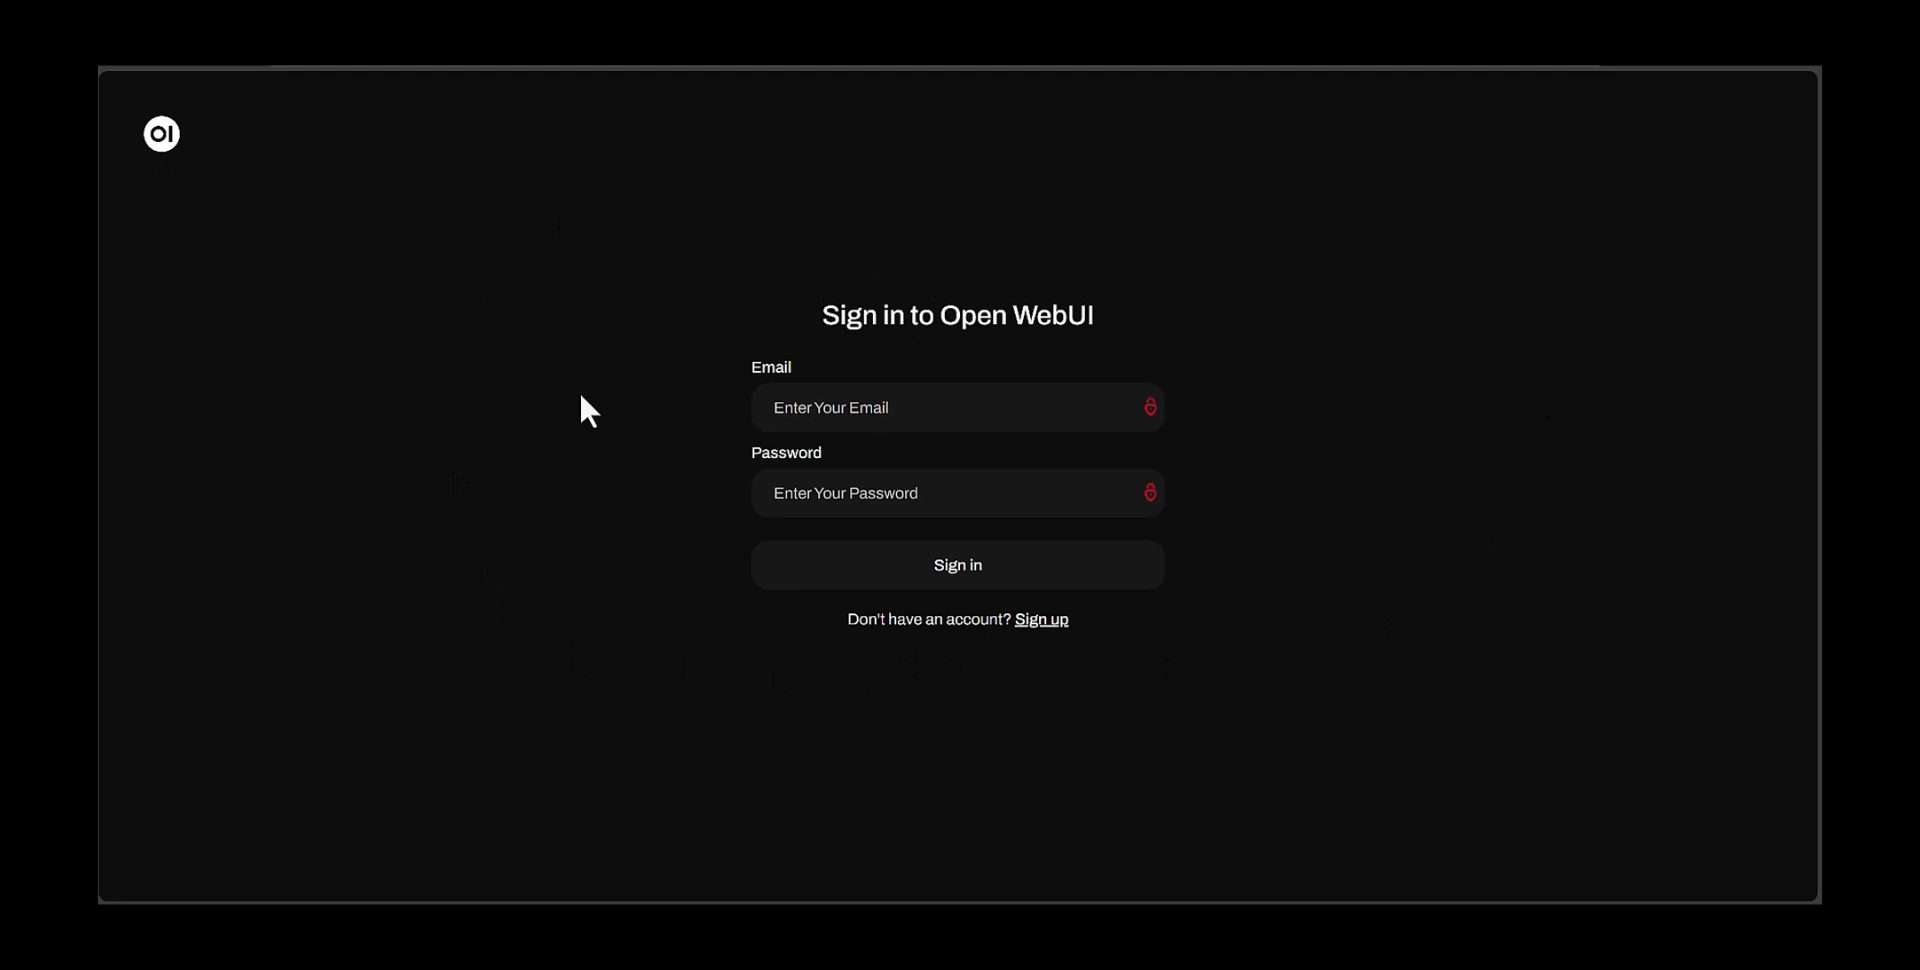 OI
Sign in to Open WebUI
Email
Enter Your Email
Password
Enter Your Password
Sign in
Don't have an account? Sign up